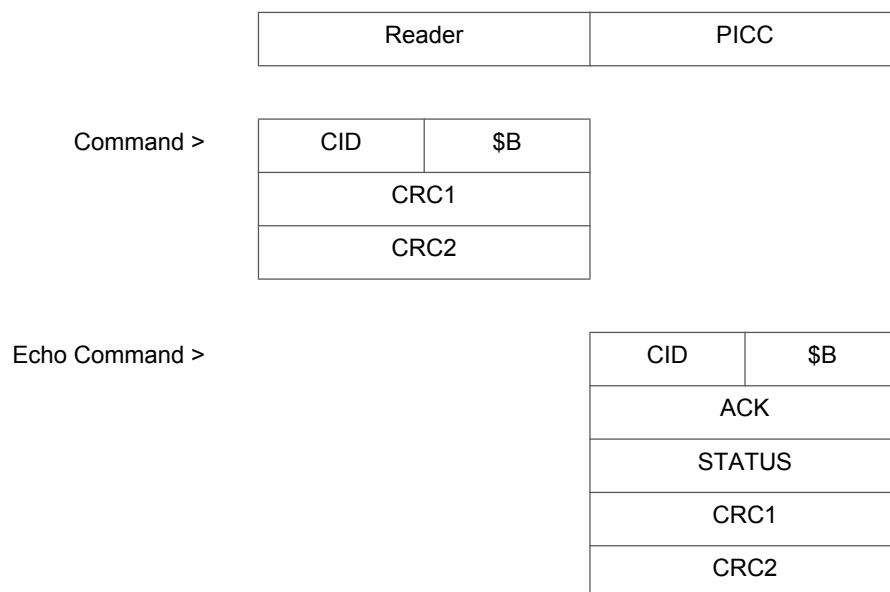 Reader PICC
Command > CID $B
CRC1
CRC2
Echo Command > CID $B
ACK
STATUS
CRC1
CRC2